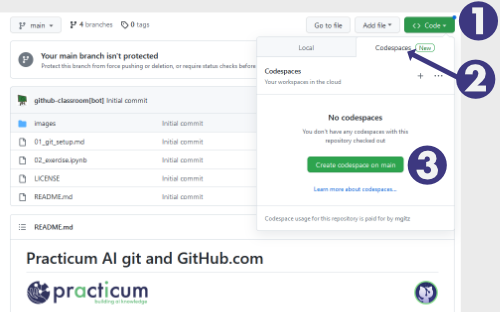 main 4 branches 0 tags Go to file Add file Code 1
Local Codespaces New
2
Your main branch isn't protected
Protect this branch from force pushing or deletion, or require status checks before
Codespaces
Your workspaces in the cloud
github-classroom[bot] Initial commit
images Initial commit
01_git_setup.md Initial commit
02_exercise.ipynb Initial commit
LICENSE Initial commit
README.md Initial commit
No codespaces
You don't have any codespaces with this
repository checked out
Create codespace on main
3
Learn more about codespaces...
Codespace usage for this repository is paid for by mgitz
README.md
Practicum AI git and GitHub.com
practicum
building ai knowledge